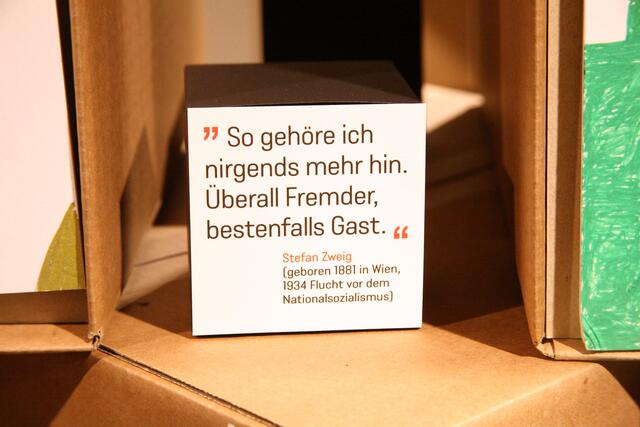 ” So gehöre ich
nirgends mehr hin.
Überall Fremder,
bestenfalls Gast. “
Stefan Zweig
(geboren 1881 in Wien,
1934 Flucht vor dem
Nationalsozialismus)